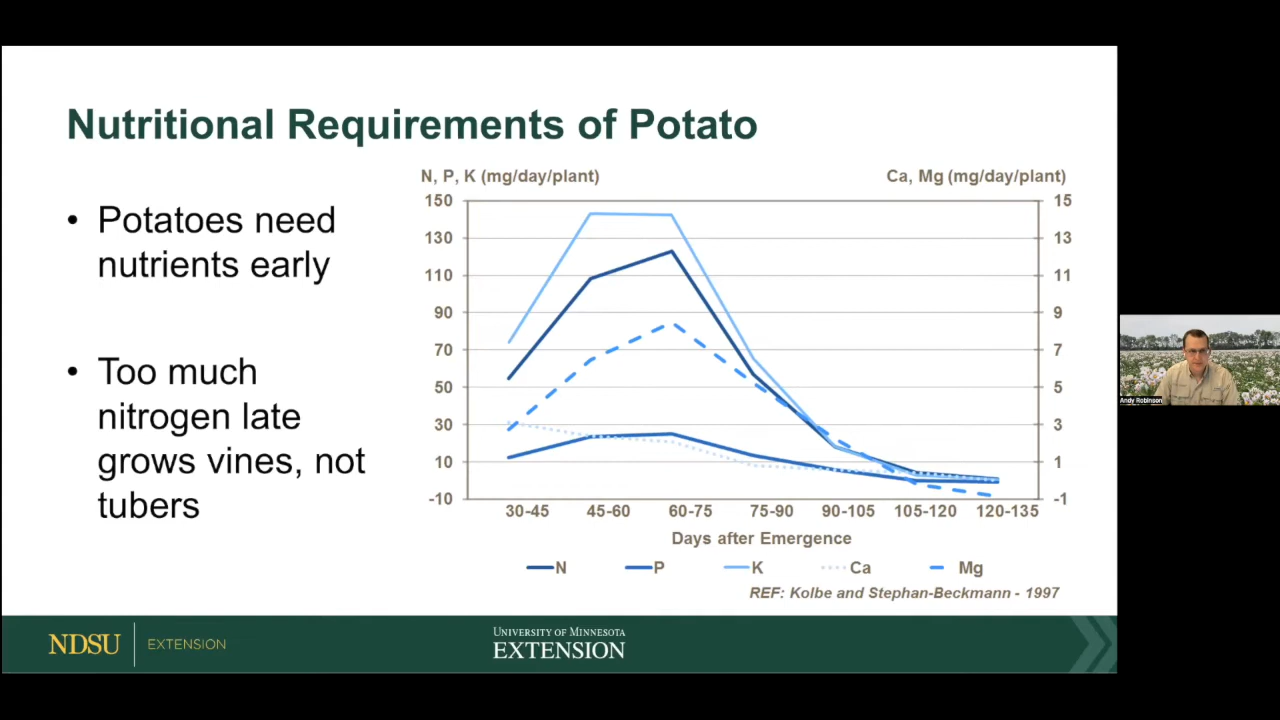 Nutritional Requirements of Potato
• Potatoes need
nutrients early
• Too much
nitrogen late
grows vines, not
tubers
N, P, K (mg/day/plant)
Ca, Mg (mg/day/plant)
150
130
110
90
70
50
30
10
-10
15
13
11
9
7
5
3
1
-1
30-45 45-60 60-75 75-90 90-105 105-120 120-135
Days after Emergence
N P K Ca Mg
REF: Kolbe and Stephan-Beckmann - 1997
NDSU EXTENSION
UNIVERSITY OF MINNESOTA
EXTENSION
Andy Robinson